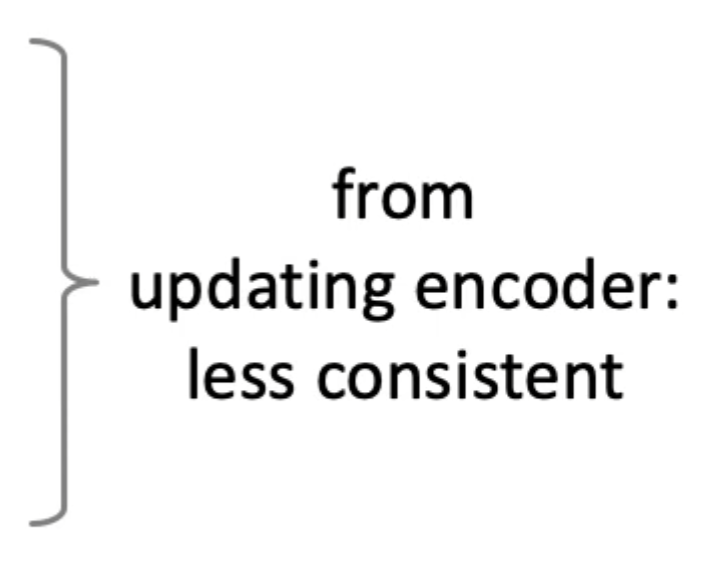 from
updating encoder:
less consistent